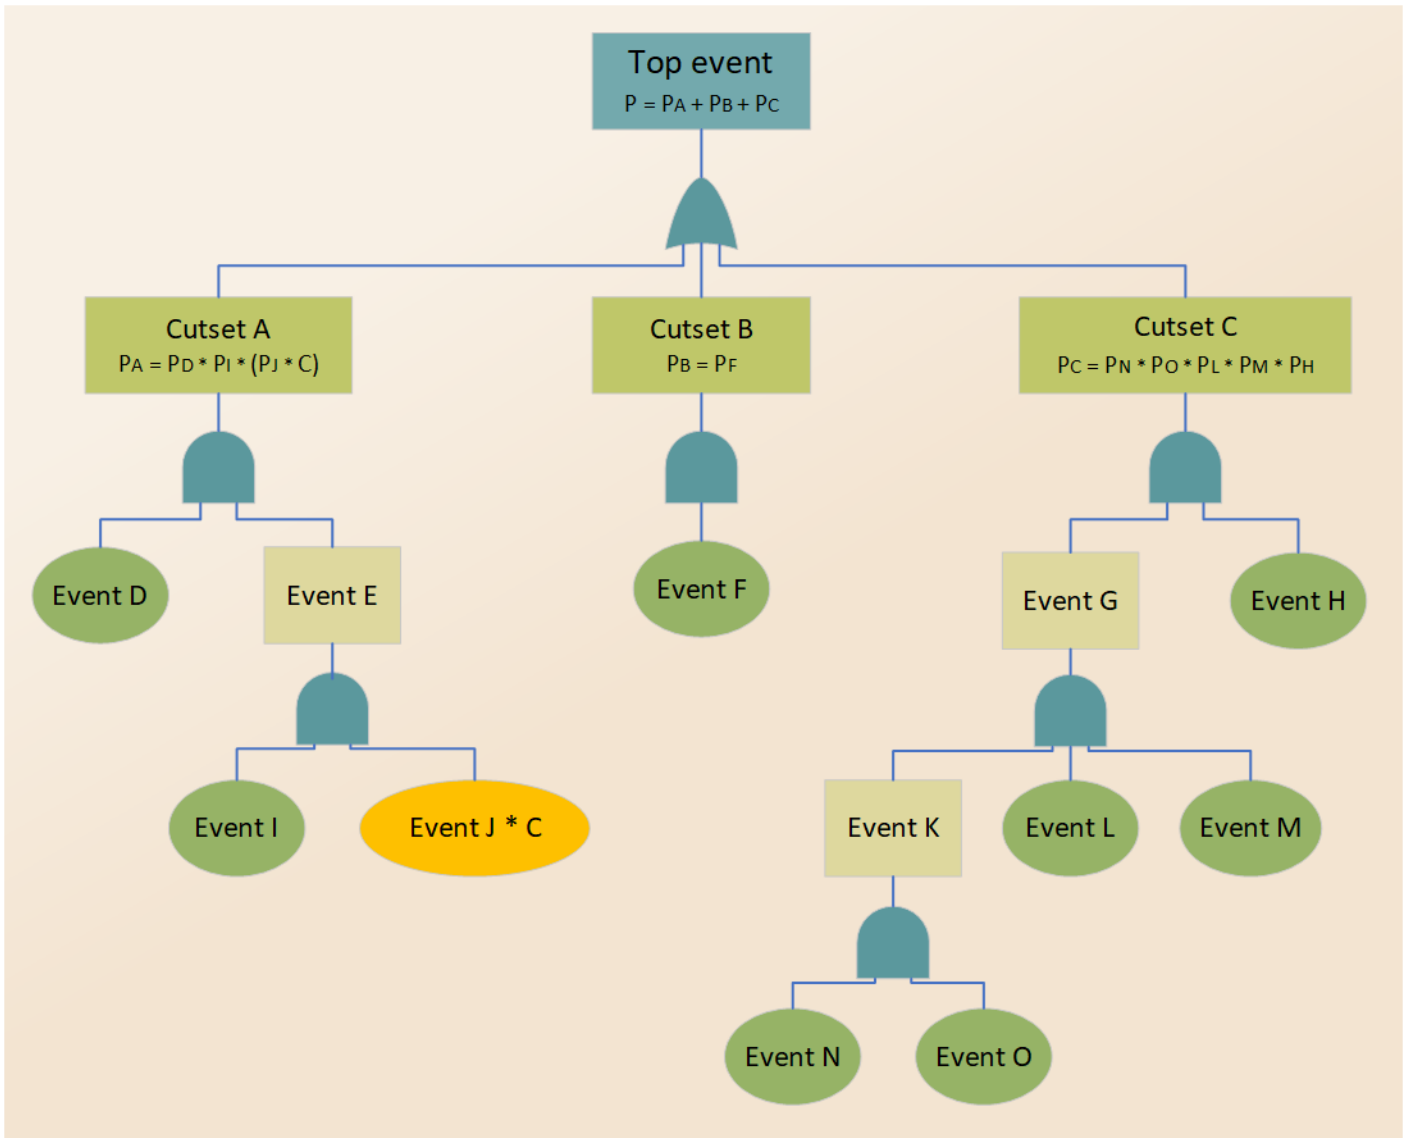 Top event
P = PA + PB + PC
Cutset A
PA = PD * PI * (PJ * C)
Cutset B
PB = PF
Cutset C
PC = PN * PO * PL * PM * PH
Event D
Event E
Event F
Event G
Event H
Event I
Event J * C
Event K
Event L
Event M
Event N
Event O